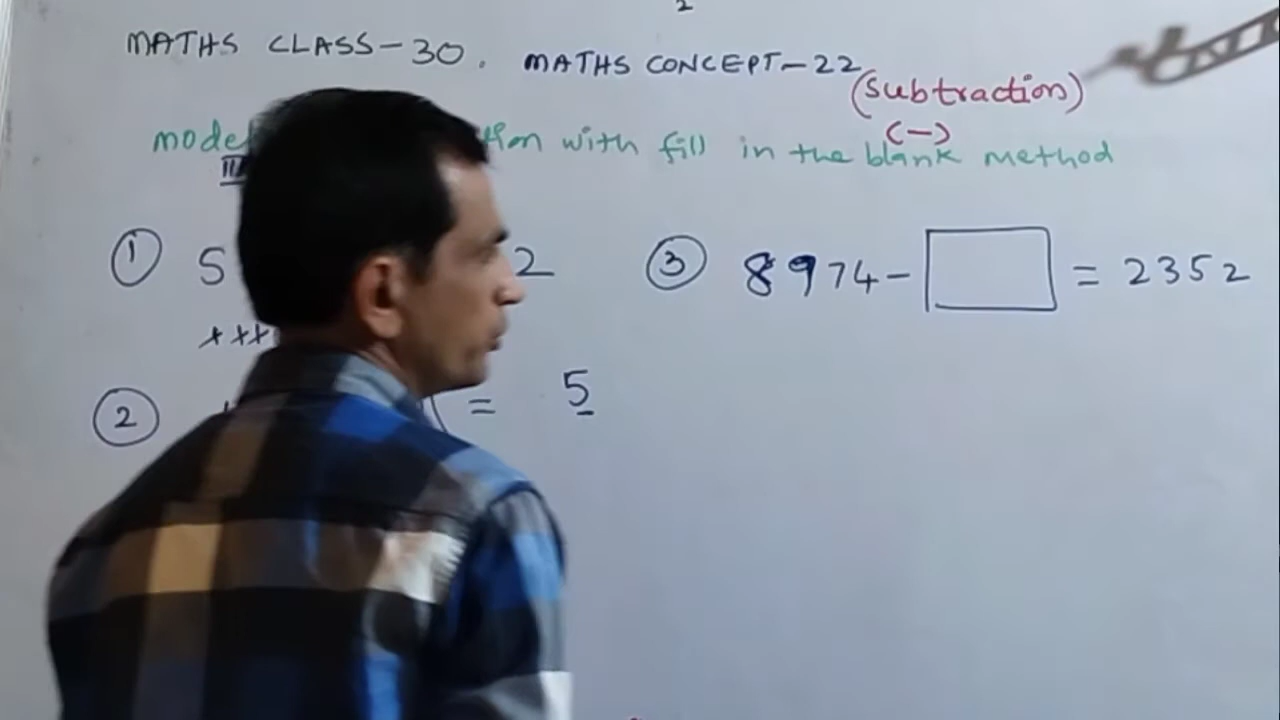 2
MATHS CLASS-30. MATHS CONCEPT-22
(Subtraction)
(-)
with fill in the blank method
① 5 2
③ 8974- = 2352
***
② = 5